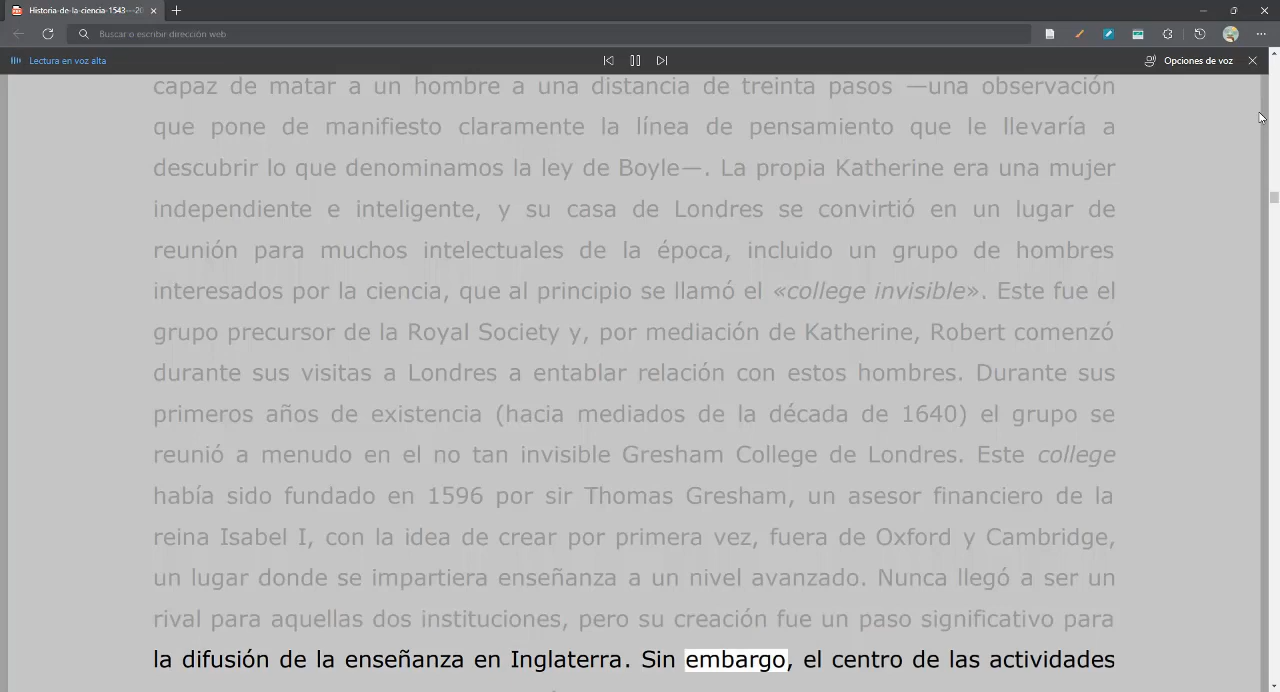 Historia-de-la-ciencia-1543---20
Buscar o escribir dirección web
Lectura en voz alta
Opciones de voz
capaz de matar a un hombre a una distancia de treinta pasos —una observación
que pone de manifiesto claramente la línea de pensamiento que le llevaría a
descubrir lo que denominamos la ley de Boyle—. La propia Katherine era una mujer
independiente e inteligente, y su casa de Londres se convirtió en un lugar de
reunión para muchos intelectuales de la época, incluido un grupo de hombres
interesados por la ciencia, que al principio se llamó el «college invisible». Este fue el
grupo precursor de la Royal Society y, por mediación de Katherine, Robert comenzó
durante sus visitas a Londres a entablar relación con estos hombres. Durante sus
primeros años de existencia (hacia mediados de la década de 1640) el grupo se
reunió a menudo en el no tan invisible Gresham College de Londres. Este college
había sido fundado en 1596 por sir Thomas Gresham, un asesor financiero de la
reina Isabel I, con la idea de crear por primera vez, fuera de Oxford y Cambridge,
un lugar donde se impartiera enseñanza a un nivel avanzado. Nunca llegó a ser un
rival para aquellas dos instituciones, pero su creación fue un paso significativo para
la difusión de la enseñanza en Inglaterra. Sin embargo, el centro de las actividades